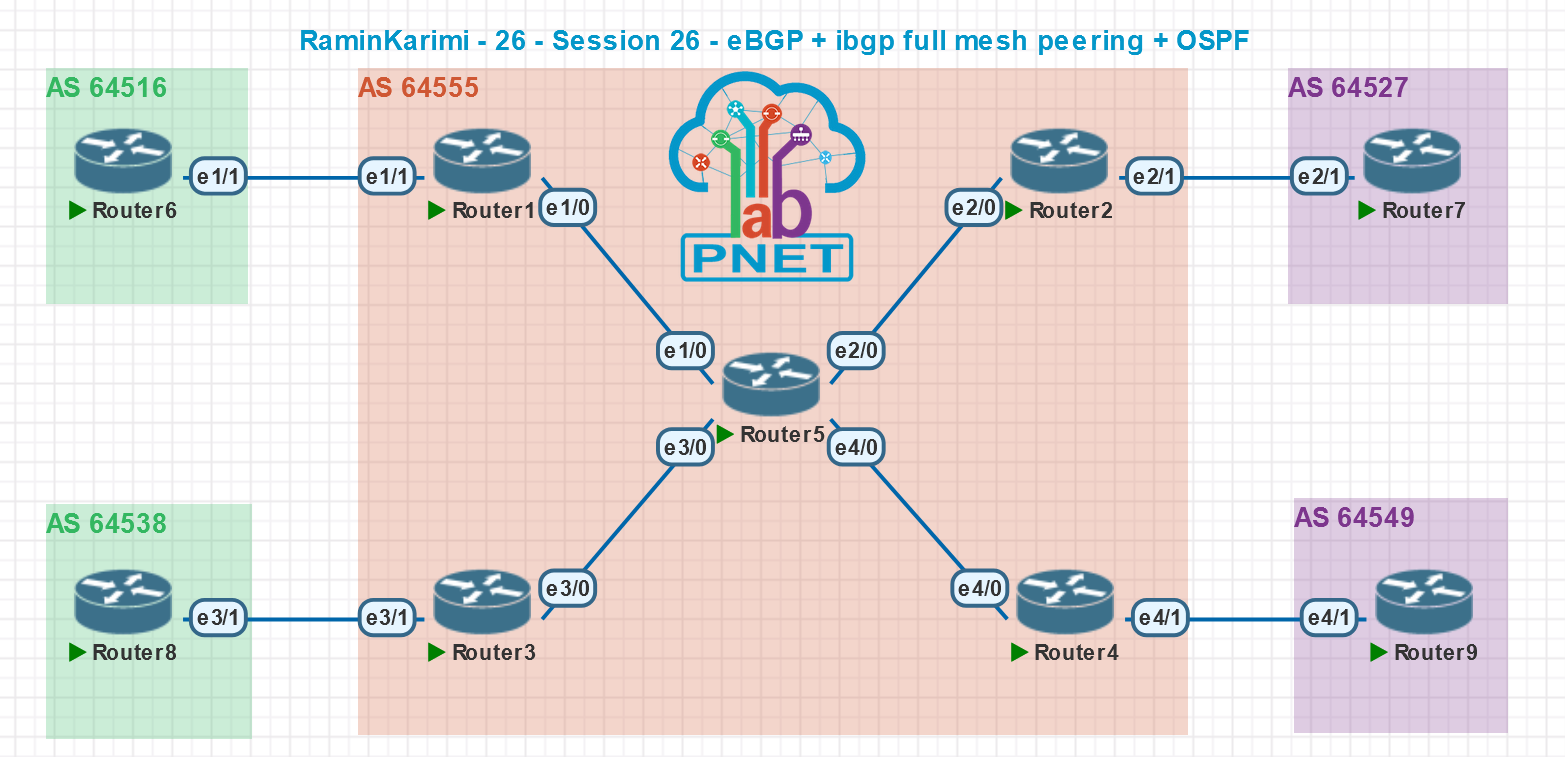 RaminKarimi - 26 - Session 26 - eBGP + ibgp full mesh peering + OSPF
AS 64516
AS 64555
AS 64527
e1/1
e1/1
e2/1
e2/1
Router6
Router1
e1/0
e2/0
Router2
Router7
lab
PNET
e1/0
e2/0
Router5
e3/0
e4/0
AS 64538
AS 64549
e3/0
e4/0
e3/1
e3/1
e4/1
e4/1
Router8
Router3
Router4
Router9